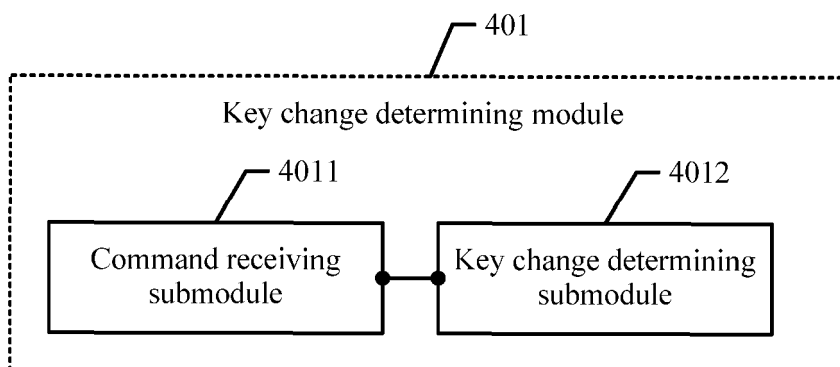 401
Key change determining module
4011
4012
Command receiving
submodule
Key change determining
submodule